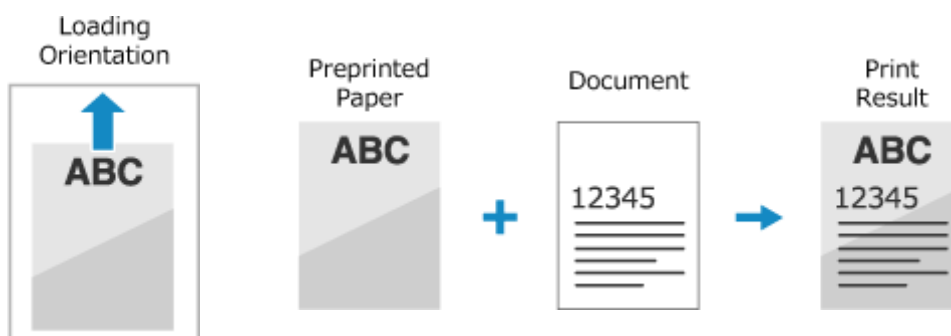 Loading
Orientation
ABC
Preprinted
Paper
ABC
Document
12345
Print
Result
ABC
12345